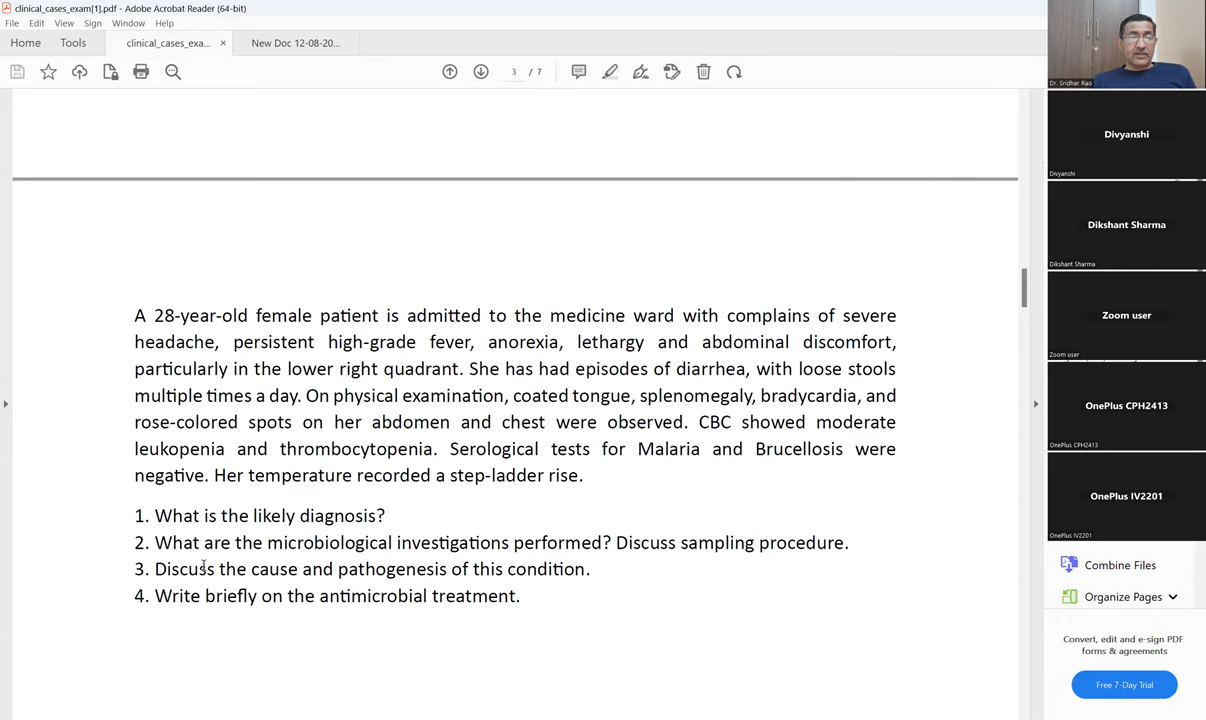 clinical_cases_exam[1].pdf - Adobe Acrobat Reader (64-bit)
File Edit View Sign Window Help
Home Tools clinical_cases_exa... × New Doc 12-08-20...
3 / 7
A 28-year-old female patient is admitted to the medicine ward with complains of severe
headache, persistent high-grade fever, anorexia, lethargy and abdominal discomfort,
particularly in the lower right quadrant. She has had episodes of diarrhea, with loose stools
multiple times a day. On physical examination, coated tongue, splenomegaly, bradycardia, and
rose-colored spots on her abdomen and chest were observed. CBC showed moderate
leukopenia and thrombocytopenia. Serological tests for Malaria and Brucellosis were
negative. Her temperature recorded a step-ladder rise.
1. What is the likely diagnosis?
2. What are the microbiological investigations performed? Discuss sampling procedure.
3. Discuss the cause and pathogenesis of this condition.
4. Write briefly on the antimicrobial treatment.
Dr. Sridhar Rao
Divyanshi
Divyanshi
Dikshant Sharma
Dikshant Sharma
Zoom user
Zoom user
OnePlus CPH2413
OnePlus CPH2413
OnePlus IV2201
OnePlus IV2201
Combine Files
Organize Pages
Convert, edit and e-sign PDF
forms & agreements
Free 7-Day Trial